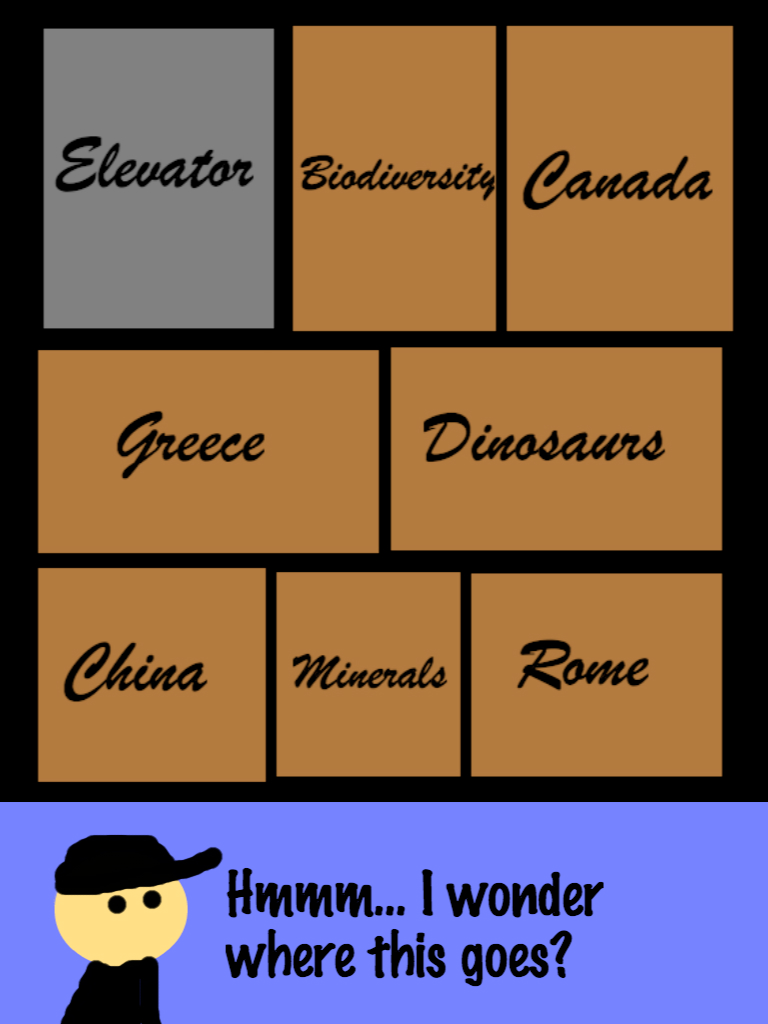 Elevator
Biodiversity
Canada
Greece
Dinosaurs
China
Minerals
Rome
Hmmm... I wonder
where this goes?